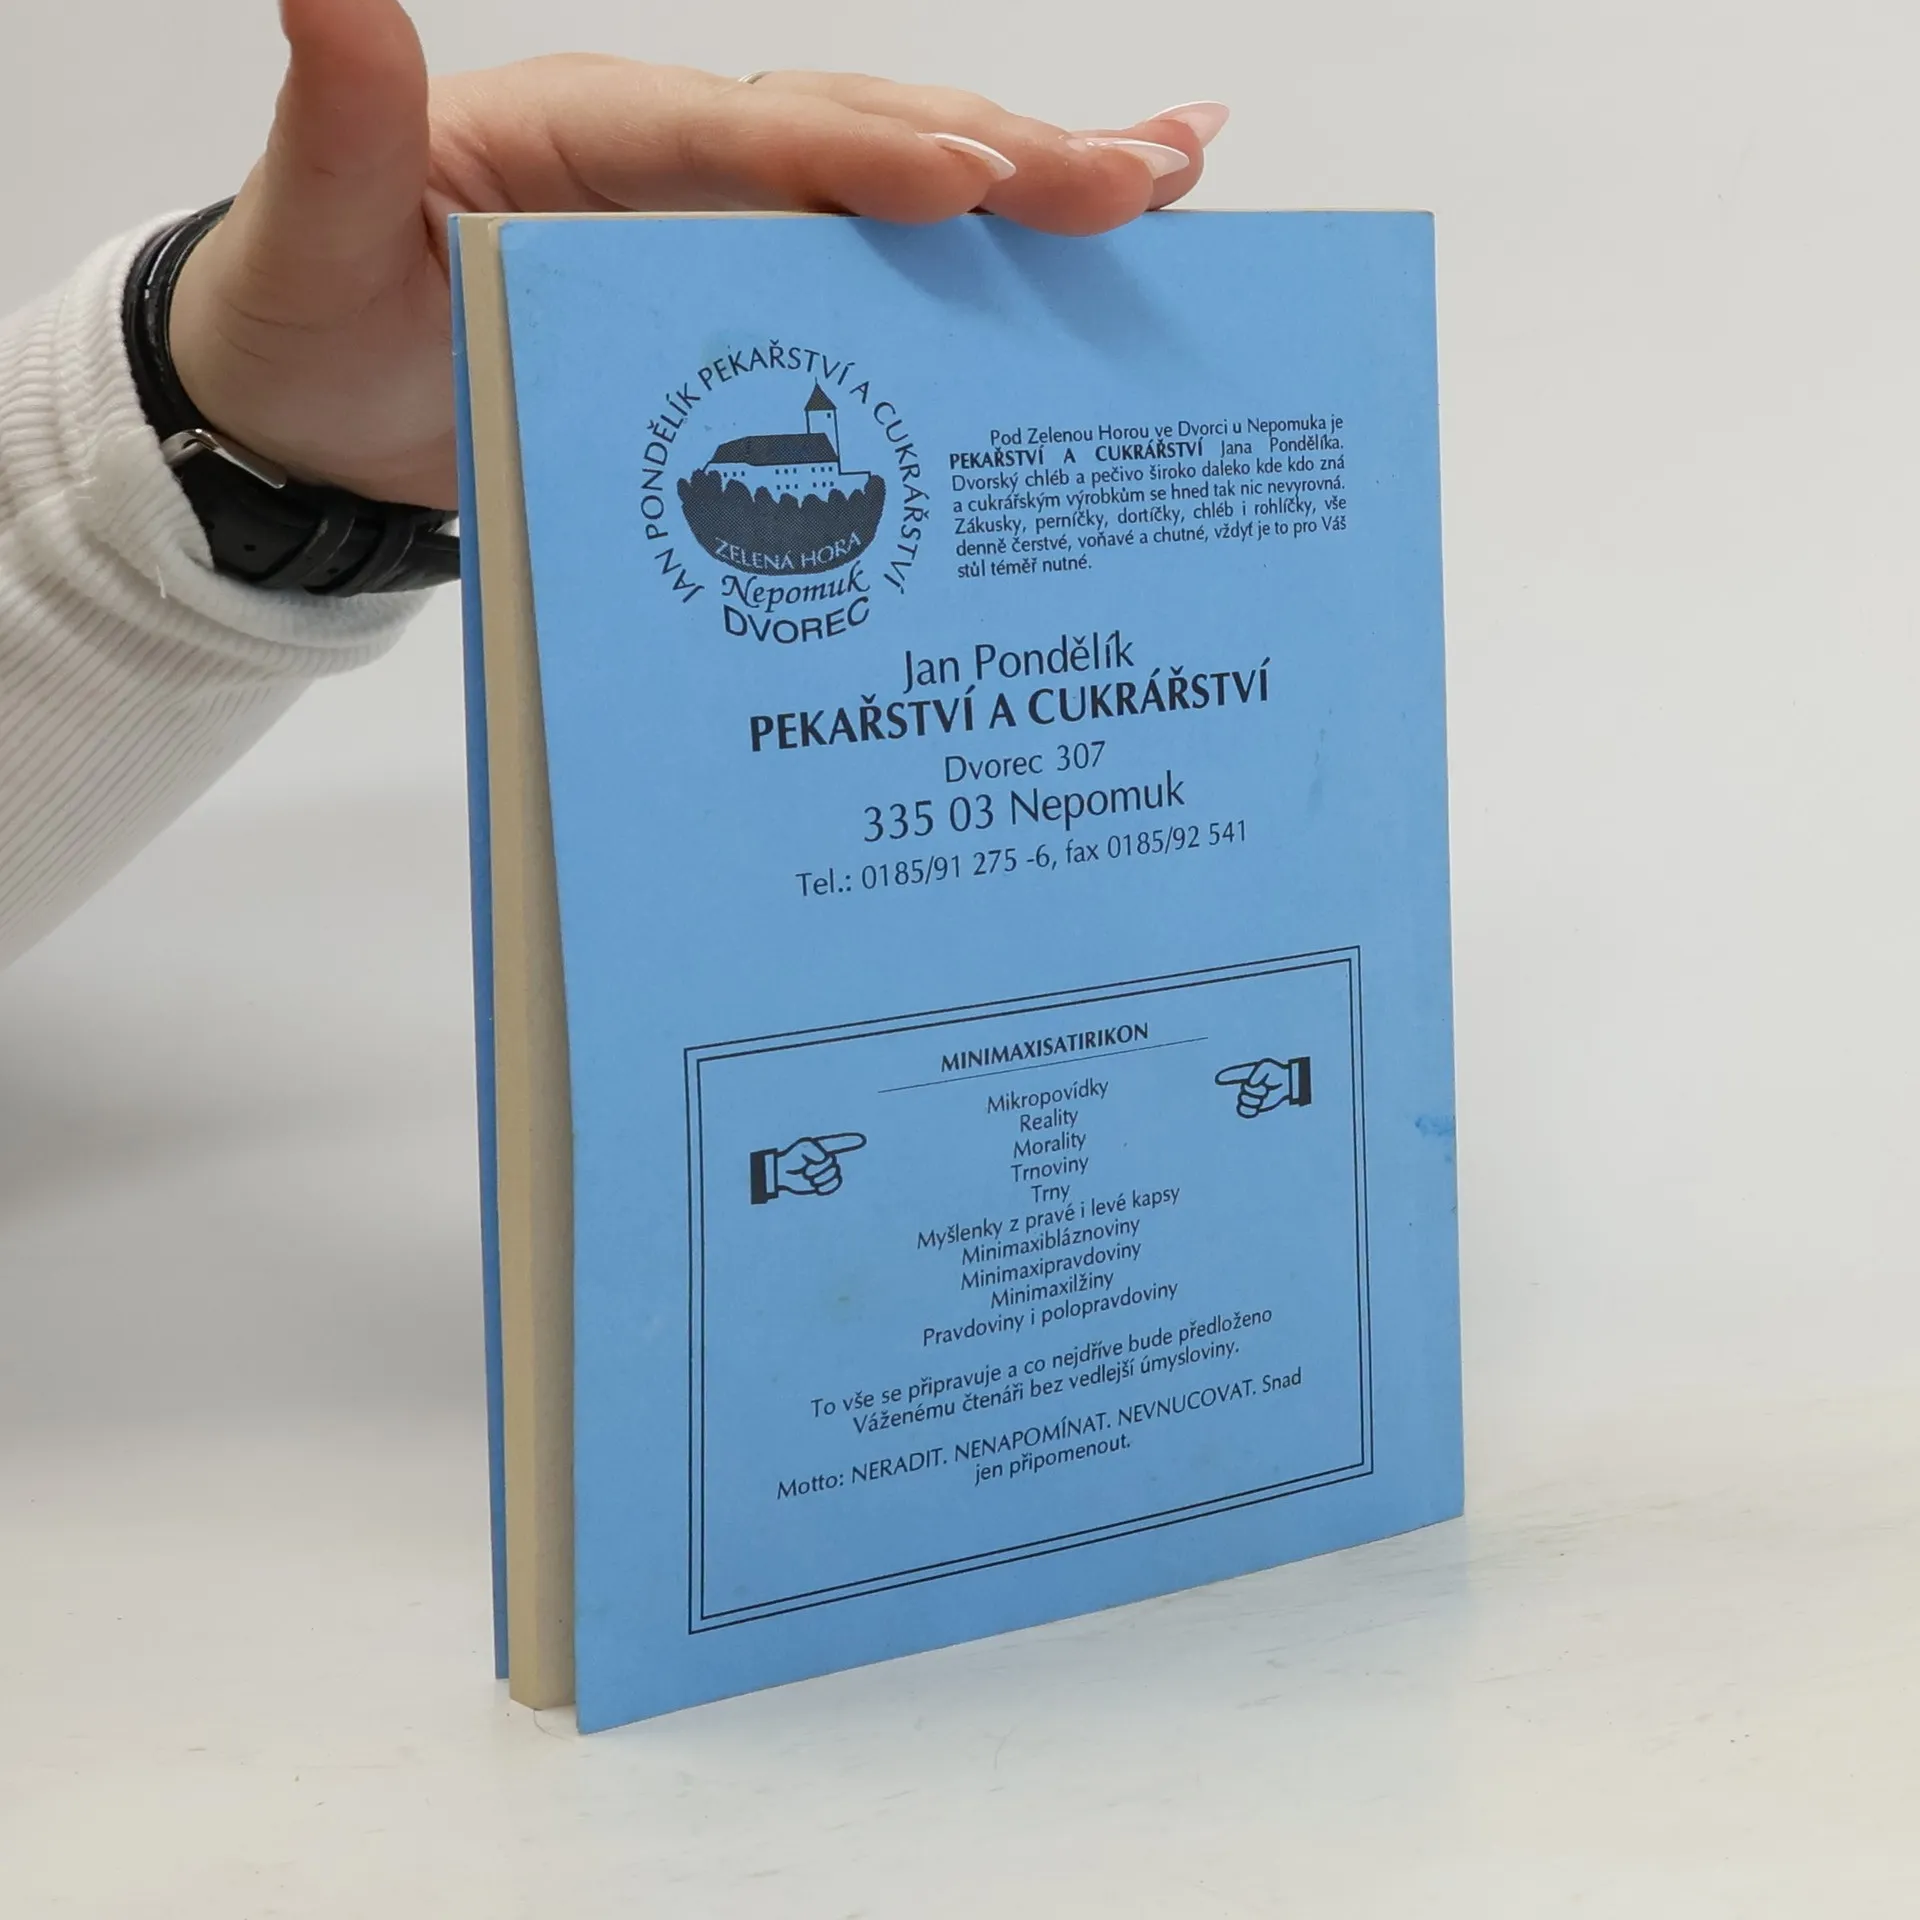 JAN PONDĚLÍK PEKAŘSTVÍ A CUKRÁŘSTVÍ
ZELENÁ HORA
Nepomuk
DVOREC
Pod Zelenou Horou ve Dvorci u Nepomuka je
PEKAŘSTVÍ A CUKRÁŘSTVÍ Jana Pondělíka.
Dvorský chléb a pečivo široko daleko kde kdo zná
a cukrářským výrobkům se hned tak nic nevyrovná.
Zákusky, perníčky, dortíčky, chléb i rohlíčky, vše
denně čerstvé, voňavé a chutné, vždyť je to pro Váš
stůl téměř nutné.
Jan Pondělík
PEKAŘSTVÍ A CUKRÁŘSTVÍ
Dvorec 307
335 03 Nepomuk
Tel.: 0185/91 275 -6, fax 0185/92 541
MINIMAXISATIRIKON
Mikropovídky
Reality
Morality
Trnoviny
Trny
Myšlenky z pravé i levé kapsy
Minimaxibláznoviny
Minimaxipravdoviny
Minimaxilžiny
Pravdoviny i polopravdoviny
To vše se připravuje a co nejdříve bude předloženo
Váženému čtenáři bez vedlejší úmysloviny.
Motto: NERADIT. NENAPOMÍNAT. NEVNUCOVAT. Snad
jen připomenout.